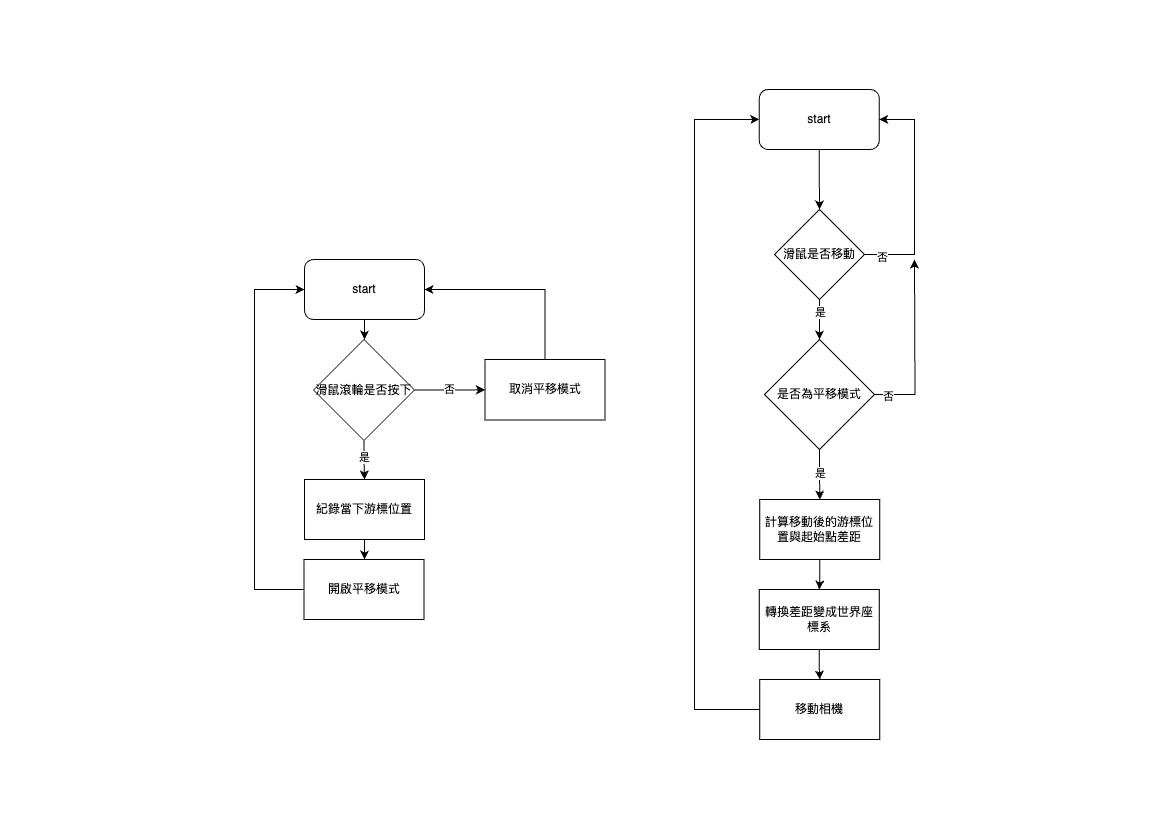 start
滑鼠滾輪是否按下
否
取消平移模式
是
紀錄當下游標位置
開啟平移模式
start
滑鼠是否移動
否
是
是否為平移模式
否
是
計算移動後的游標位
置與起始點差距
轉換差距變成世界座
標系
移動相機